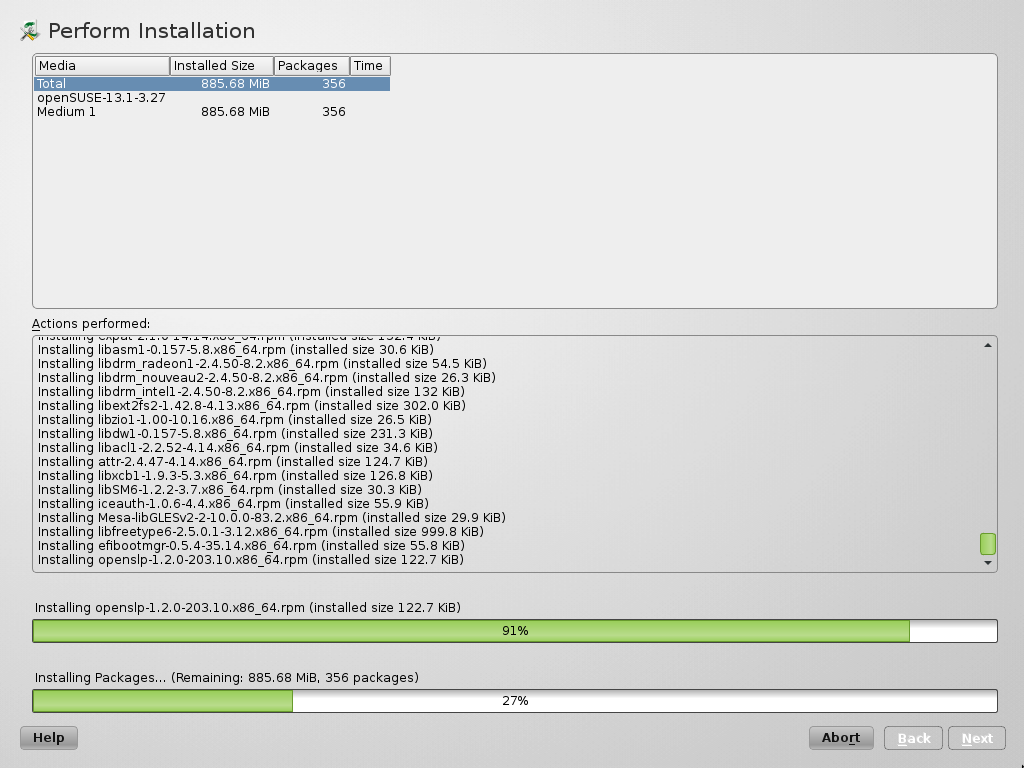 Perform Installation
Media Installed Size Packages Time
Total 885.68 MiB 356
openSUSE-13.1-3.27
Medium 1 885.68 MiB 356
Actions performed:
Installing expat-2.1.0-14.14.x86_64.rpm (installed size 152.4 KiB)
Installing libasm1-0.157-5.8.x86_64.rpm (installed size 30.6 KiB)
Installing libdrm_radeon1-2.4.50-8.2.x86_64.rpm (installed size 54.5 KiB)
Installing libdrm_nouveau2-2.4.50-8.2.x86_64.rpm (installed size 26.3 KiB)
Installing libdrm_intel1-2.4.50-8.2.x86_64.rpm (installed size 132 KiB)
Installing libext2fs2-1.42.8-4.13.x86_64.rpm (installed size 302.0 KiB)
Installing libzio1-1.00-10.16.x86_64.rpm (installed size 26.5 KiB)
Installing libdw1-0.157-5.8.x86_64.rpm (installed size 231.3 KiB)
Installing libacl1-2.2.52-4.14.x86_64.rpm (installed size 34.6 KiB)
Installing attr-2.4.47-4.14.x86_64.rpm (installed size 124.7 KiB)
Installing libxcb1-1.9.3-5.3.x86_64.rpm (installed size 126.8 KiB)
Installing libSM6-1.2.2-3.7.x86_64.rpm (installed size 30.3 KiB)
Installing iceauth-1.0.6-4.4.x86_64.rpm (installed size 55.9 KiB)
Installing Mesa-libGLESv2-2-10.0.0-83.2.x86_64.rpm (installed size 29.9 KiB)
Installing libfreetype6-2.5.0.1-3.12.x86_64.rpm (installed size 999.8 KiB)
Installing efibootmgr-0.5.4-35.14.x86_64.rpm (installed size 55.8 KiB)
Installing openslp-1.2.0-203.10.x86_64.rpm (installed size 122.7 KiB)
Installing openslp-1.2.0-203.10.x86_64.rpm (installed size 122.7 KiB)
91%
Installing Packages... (Remaining: 885.68 MiB, 356 packages)
27%
Help Abort Back Next